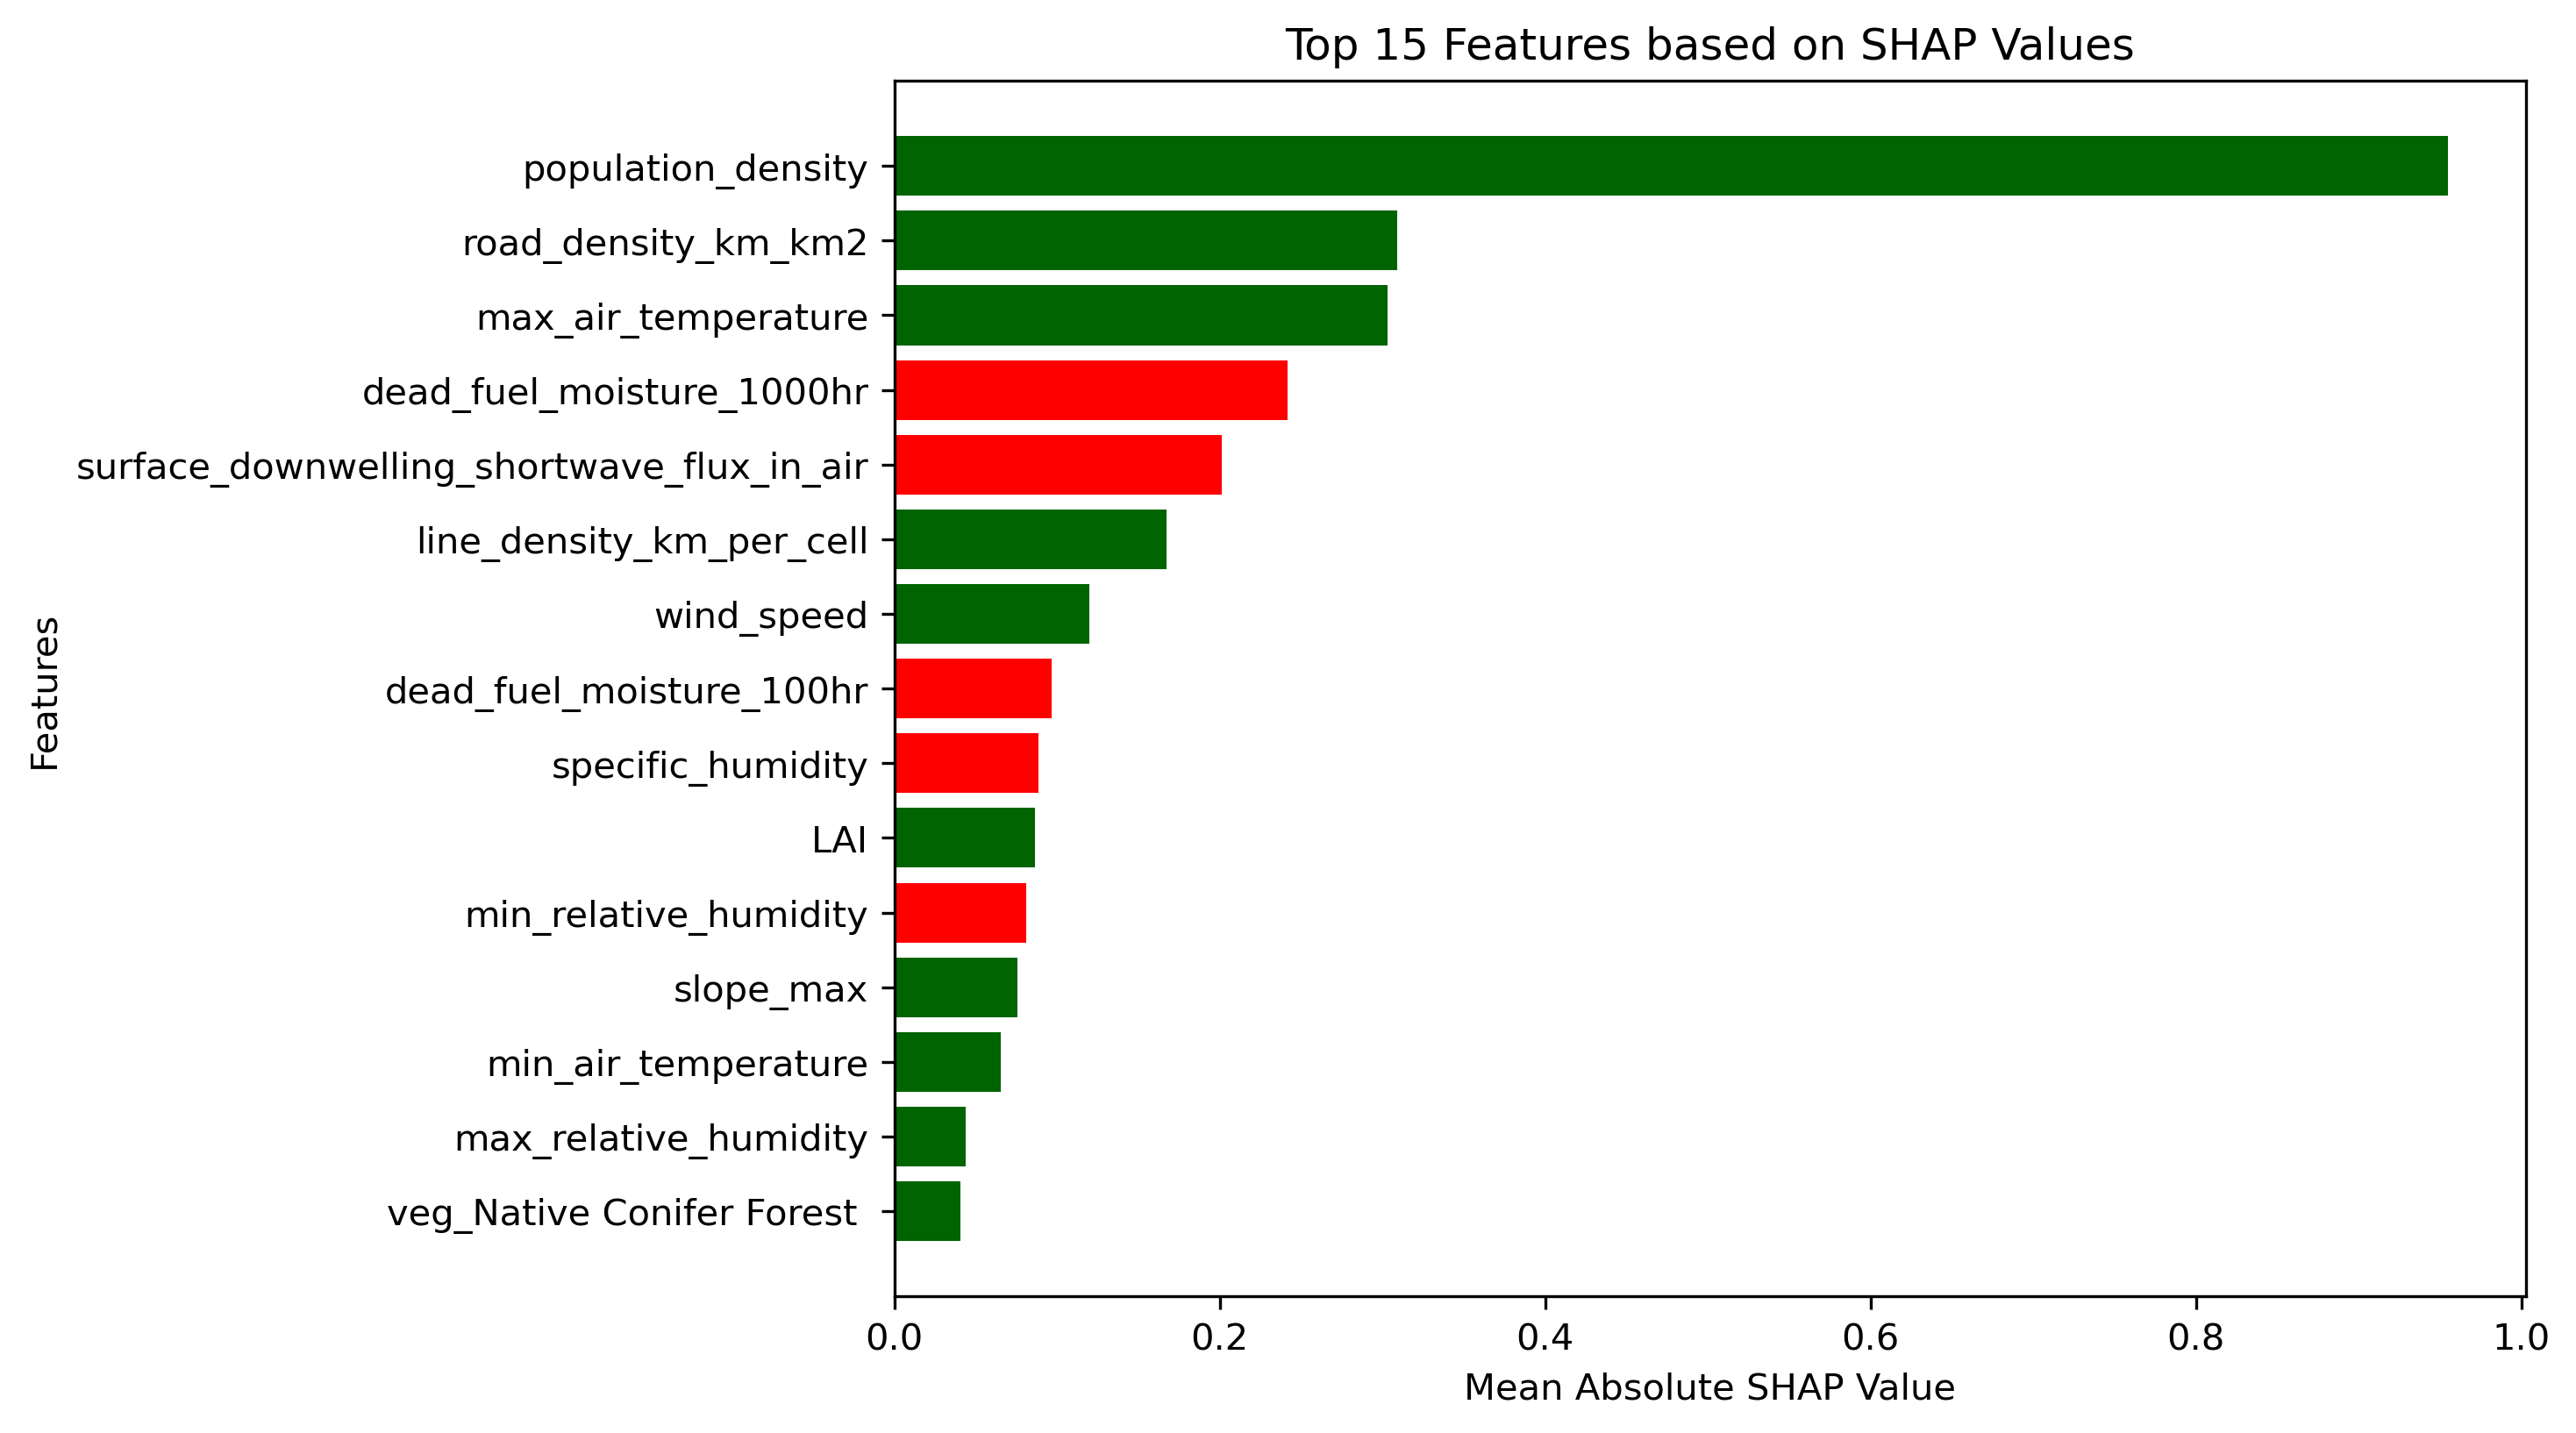 Top 15 Features based on SHAP Values
population_density
road_density_km_km2
max_air_temperature
dead_fuel_moisture_1000hr
surface_downwelling_shortwave_flux_in_air
line_density_km_per_cell
wind_speed
dead_fuel_moisture_100hr
specific_humidity
LAI
min_relative_humidity
slope_max
min_air_temperature
max_relative_humidity
veg_Native Conifer Forest
Features
0.0 0.2 0.4 0.6 0.8 1.0
Mean Absolute SHAP Value